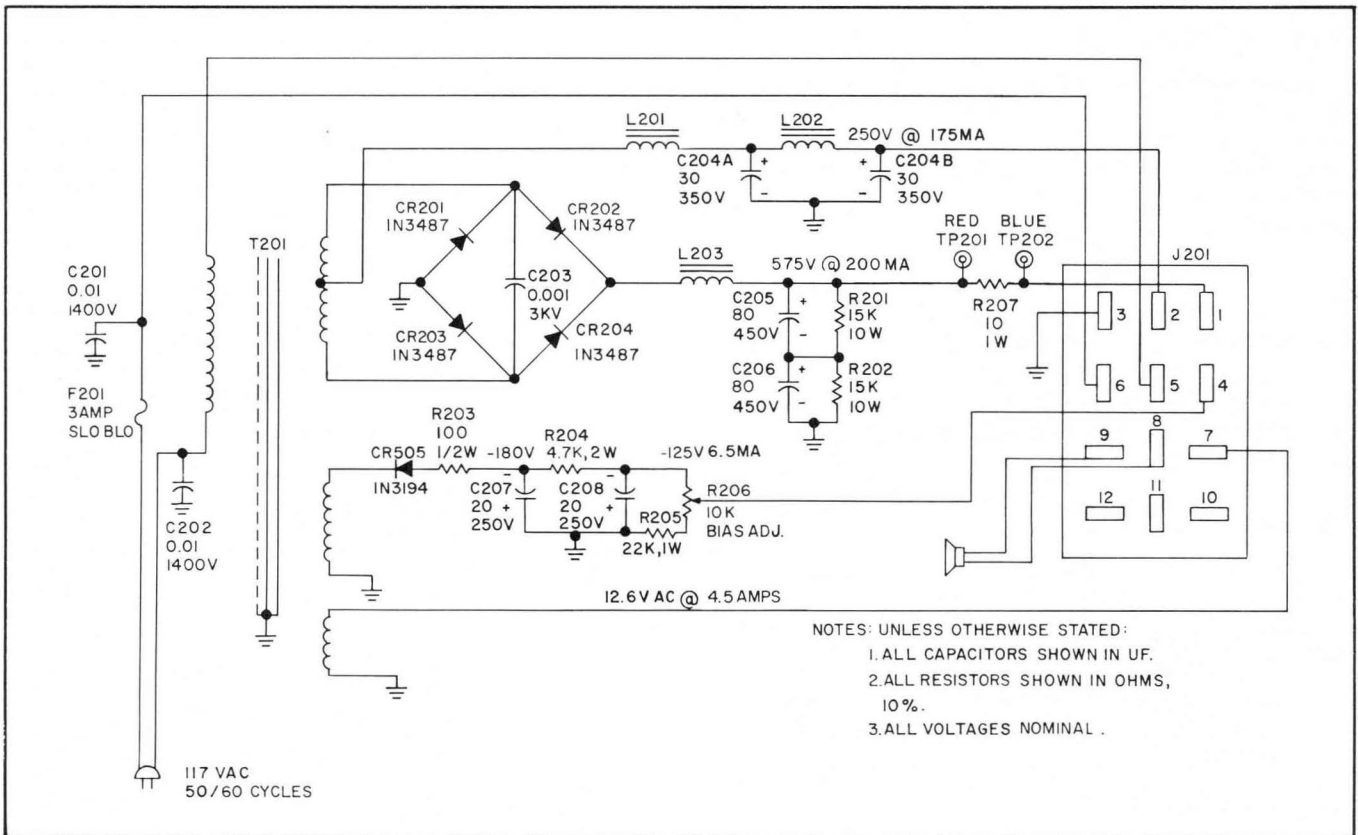 L201
L202
250V @ 175MA
C204A
30
350V
+
-
+
-
C204B
30
350V
CR201
1N3487
CR202
1N3487
T201
C203
0.001
3KV
CR203
1N3487
CR204
1N3487
L203
575V @ 200 MA
RED
TP201
BLUE
TP202
J201
C201
0.01
1400V
C205
80
450V
+
-
R201
15K
10W
R207
10
1W
3
2
1
C206
80
450V
+
-
R202
15K
10W
6
5
4
F201
3AMP
SLO BLO
R203
100
1/2W
-180V
R204
4.7K, 2W
-125V 6.5MA
CR505
1N3194
C207
20
250V
-
+
C208
20
250V
-
+
R205
22K, 1W
R206
10K
BIAS ADJ.
9
8
7
12
11
10
C202
0.01
1400V
12.6V AC @ 4.5 AMPS
NOTES: UNLESS OTHERWISE STATED:
1. ALL CAPACITORS SHOWN IN UF.
2. ALL RESISTORS SHOWN IN OHMS,
10%.
3. ALL VOLTAGES NOMINAL.
117 VAC
50/60 CYCLES